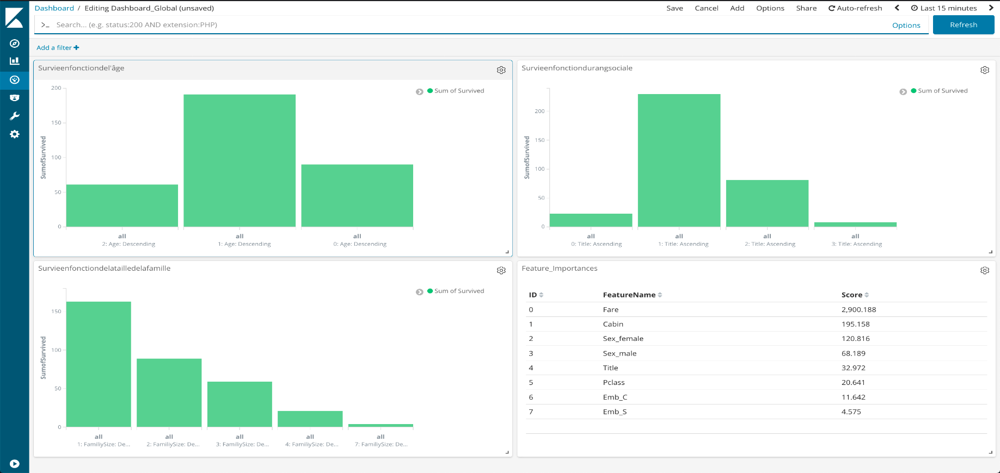 Dashboard / Editing Dashboard_Global (unsaved)
Save Cancel Add Options Share Auto-refresh Last 15 minutes
>_ Search... (e.g. status:200 AND extension:PHP) Options Refresh
Add a filter +
Survieenfonctiondel'âge
Sum of Survived
SumofSurvived
200
150
100
50
0
all all all
2: Age: Descending 1: Age: Descending 0: Age: Descending
Survieenfonctiondurangsociale
Sum of Survived
SumofSurvived
200
150
100
50
0
all all all all
0: Title: Ascending 1: Title: Ascending 2: Title: Ascending 3: Title: Ascending
Survieenfonctiondelatailledelafamille
Sum of Survived
SumofSurvived
150
100
50
0
all all all all all
1: FamiliySize: De... 2: FamiliySize: De... 3: FamiliySize: De... 4: FamiliySize: De... 7: FamiliySize: De...
Feature_Importances
ID FeatureName Score
0 Fare 2,900.188
1 Cabin 195.158
2 Sex_female 120.816
3 Sex_male 68.189
4 Title 32.972
5 Pclass 20.641
6 Emb_C 11.642
7 Emb_S 4.575